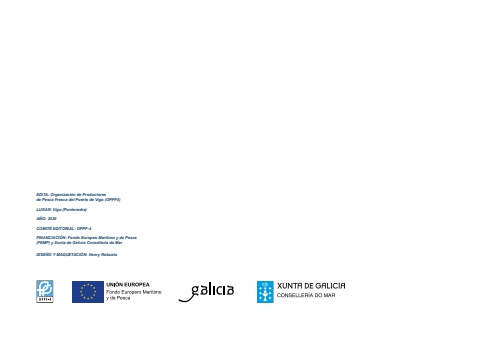 EDITA: Organización de Productores
de Pesca Fresca del Puerto de Vigo (OPPF4)
LUGAR: Vigo (Pontevedra)
AÑO: 2020
COMITÉ EDITORIAL: OPPF-4
FINANCIACIÓN: Fondo Europeo Marítimo y de Pesca
(FEMP) y Xunta de Galicia Consellería do Mar
DISEÑO Y MAQUETACIÓN: Henry Robusto
OPPF-4
UNIÓN EUROPEA
Fondo Europeo Marítimo
y de Pesca
galicia
XUNTA DE GALICIA
CONSELLERÍA DO MAR